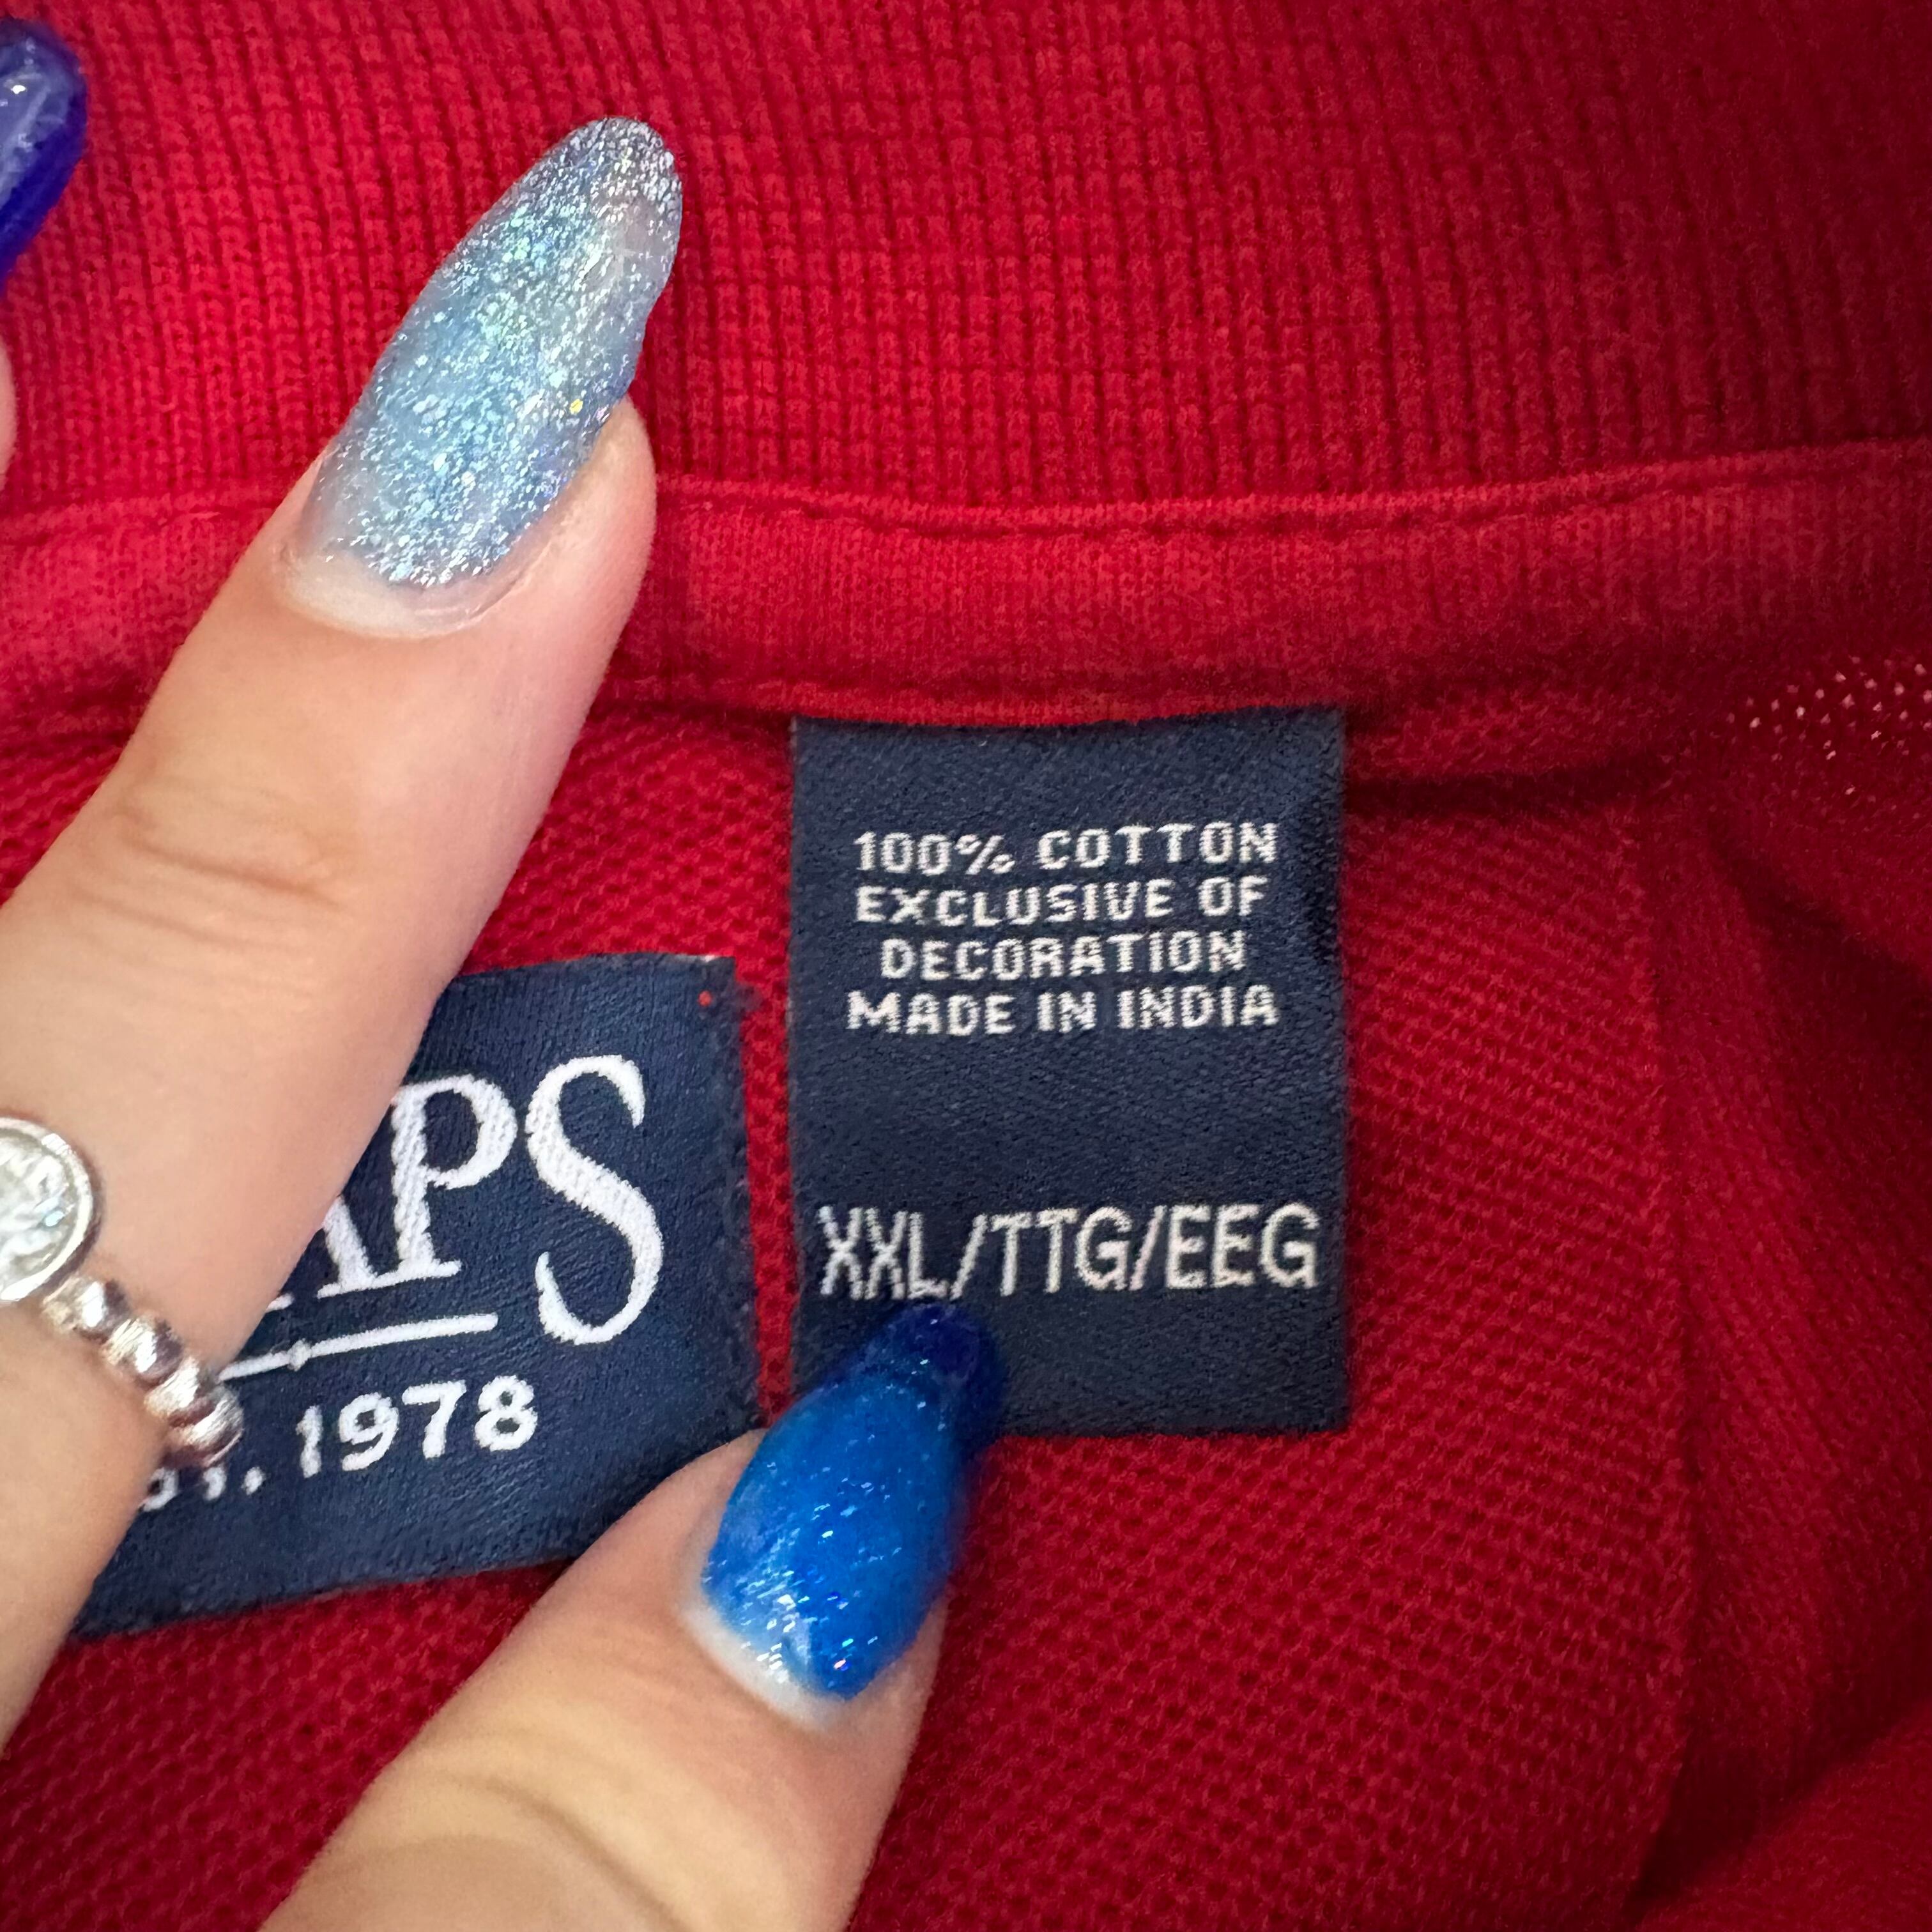 100% COTTON
EXCLUSIVE OF
DECORATION
MADE IN INDIA
XXL/TTG/EEG
APS
1978